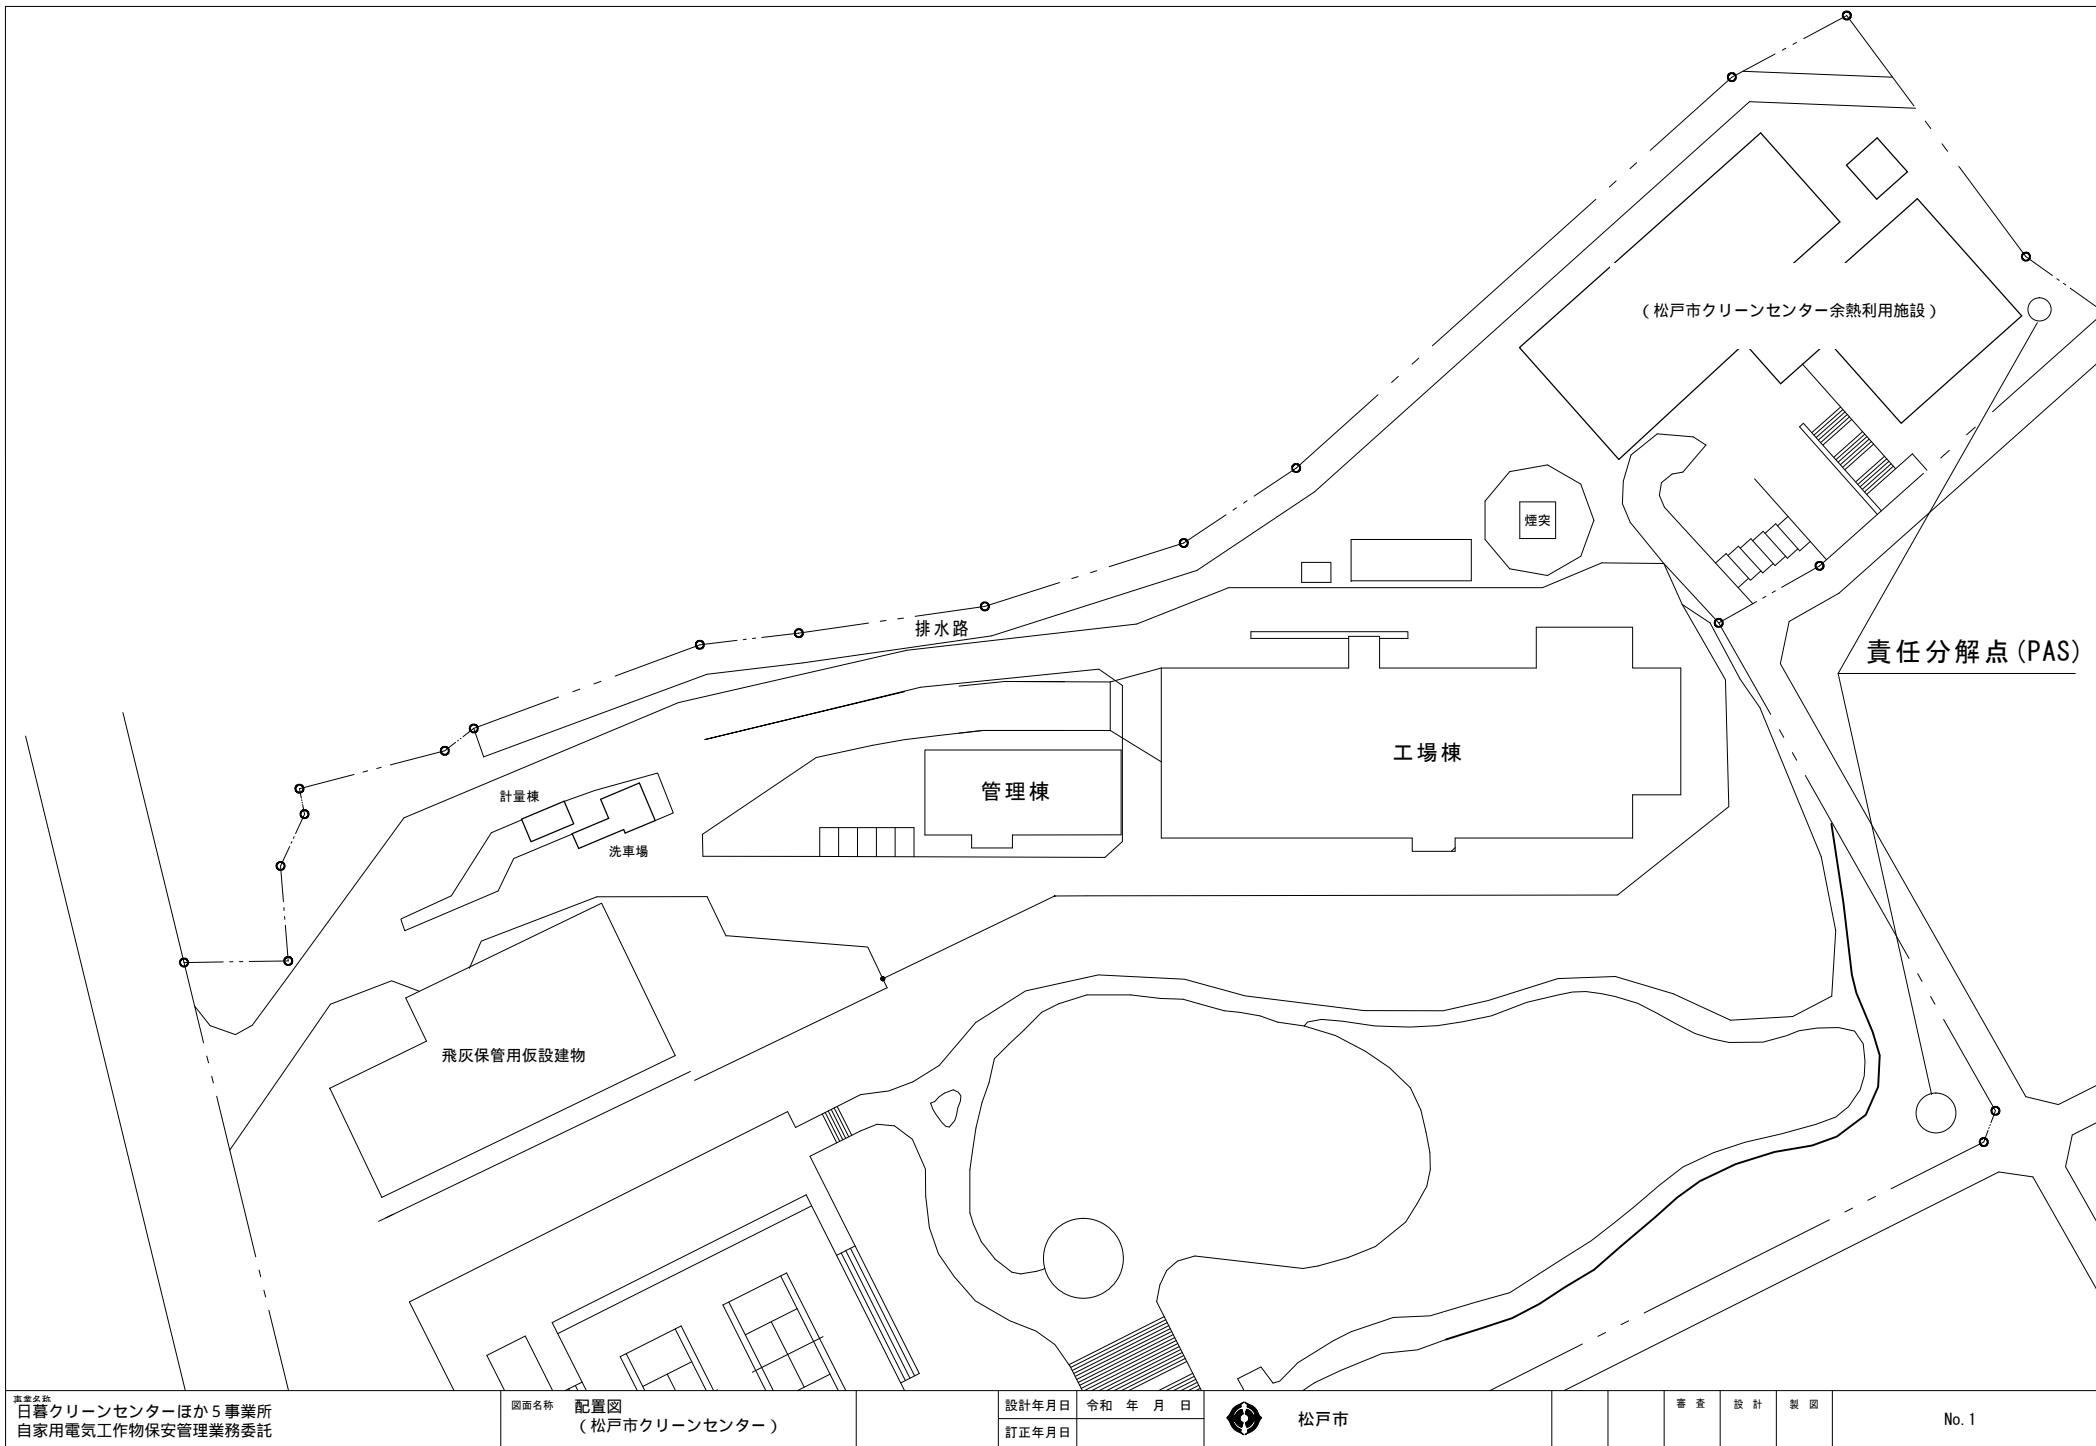 (松戸市クリーンセンター余熱利用施設)
煙突
排水路
責任分解点(PAS)
工場棟
管理棟
計量棟
洗車場
飛灰保管用仮設建物
事業名称
日暮クリーンセンターほか5事業所
自家用電気工作物保安管理業務委託
図面名称
配置図
(松戸市クリーンセンター)
設計年月日
令和 年 月 日
訂正年月日
松戸市
審査
設計
製図
No.1